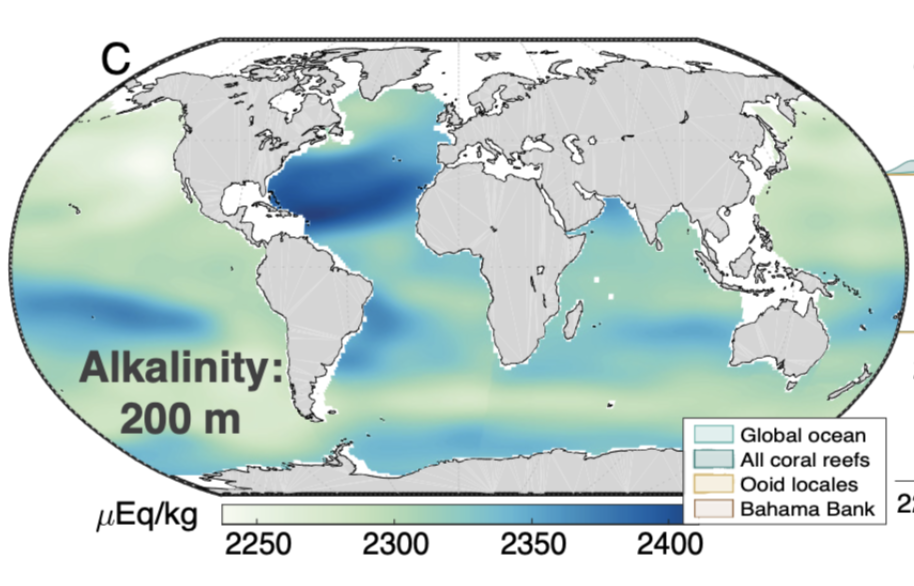 C
Alkalinity:
200 m
Global ocean
All coral reefs
Ooid locales
Bahama Bank
μEq/kg
2250 2300 2350 2400